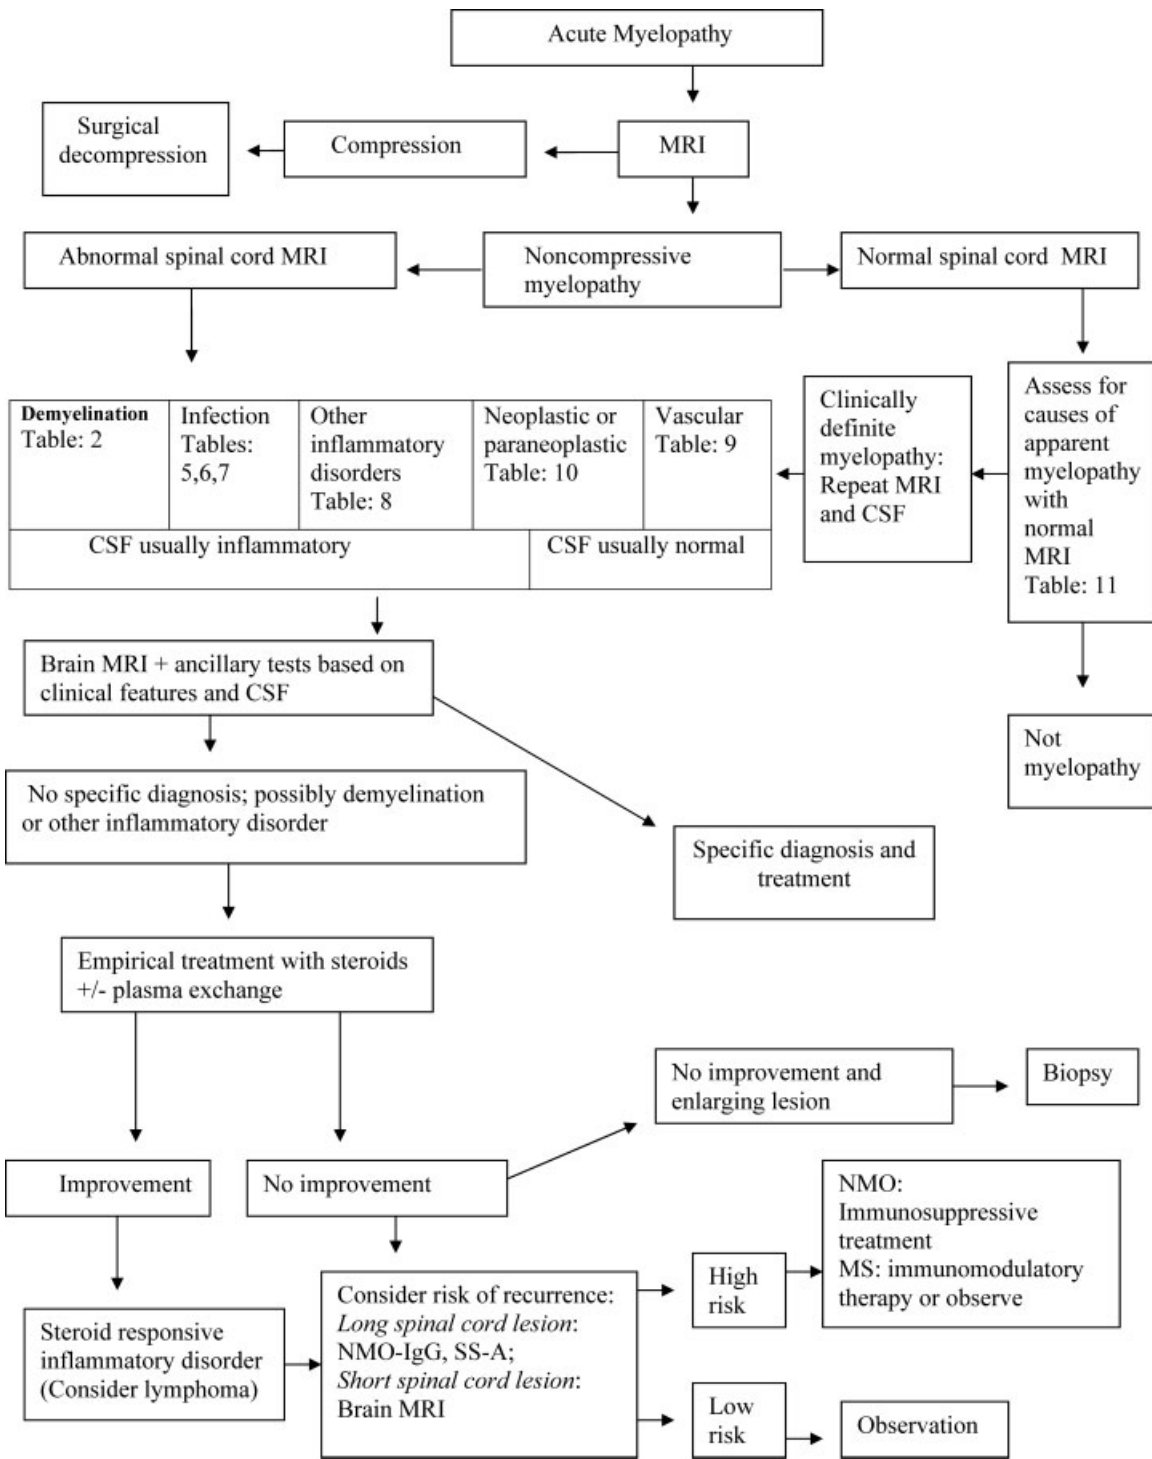 Acute Myelopathy
Surgical
decompression
Compression
MRI
Abnormal spinal cord MRI
Noncompressive
myelopathy
Normal spinal cord MRI
Demyelination
Table: 2
Infection
Tables:
5,6,7
Other
inflammatory
disorders
Table: 8
Neoplastic or
paraneoplastic
Table: 10
Vascular
Table: 9
CSF usually inflammatory
CSF usually normal
Clinically
definite
myelopathy:
Repeat MRI
and CSF
Assess for
causes of
apparent
myelopathy
with
normal
MRI
Table: 11
Brain MRI + ancillary tests based on
clinical features and CSF
Not
myelopathy
No specific diagnosis; possibly demyelination
or other inflammatory disorder
Specific diagnosis and
treatment
Empirical treatment with steroids
+/- plasma exchange
No improvement and
enlarging lesion
Biopsy
Improvement
No improvement
NMO:
Immunosuppressive
treatment
MS: immunomodulatory
therapy or observe
High
risk
Steroid responsive
inflammatory disorder
(Consider lymphoma)
Consider risk of recurrence:
Long spinal cord lesion:
NMO-IgG, SS-A;
Short spinal cord lesion:
Brain MRI
Low
risk
Observation